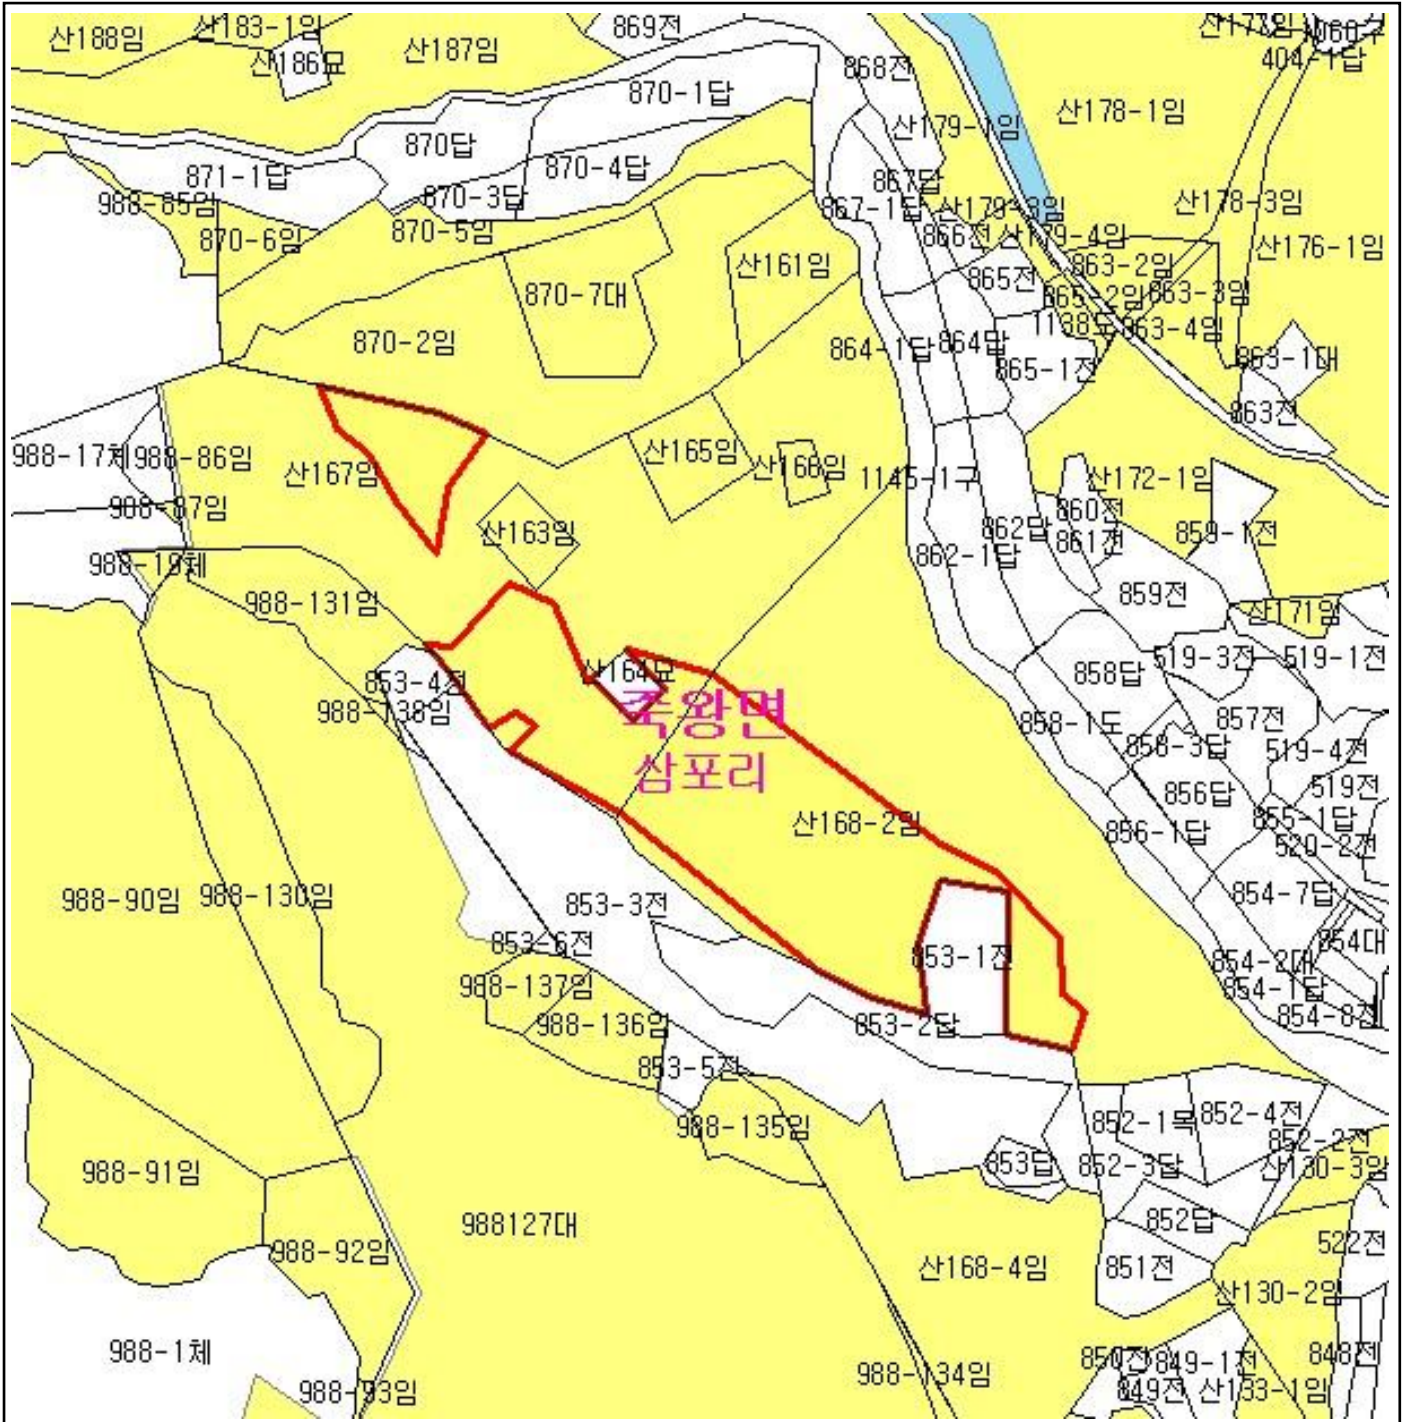 산188임
산183-1임
산186묘
산187임
869전
868전
404-1답
870-1답
산178-1임
산179-1임
870답
870-4답
871-1답
870-3답
867답
988-85임
867-1답
산179-3임
산178-3임
870-6임
870-5임
866전
산179-4임
산176-1임
산161임
863-2임
865전
870-7대
865-2임
863-3임
1138도
863-4임
870-2임
864-1답
864답
863-1대
865-1전
863전
988-17체
988-86임
산167임
산165임
산166임
1145-1구
산172-1임
988-87임
860전
산163임
862답
861전
859-1전
862-1답
988-19체
988-131임
859전
산171임
519-3전
519-1전
853-4전
산164묘
858답
988-138임
죽왕면
858-1도
857전
858-3답
519-4전
삼포리
519전
856답
산168-2임
855-1답
856-1답
520-2전
988-90임
988-130임
853-3전
854-7답
853-6전
853-1전
854대
854-2대
988-137임
854-1답
988-136임
853-2답
854-8전
853-5전
988-135임
852-1목
852-4전
852-2전
988-91임
853답
852-3답
산130-3임
852답
988127대
988-92임
522전
산168-4임
851전
산130-2임
988-1체
850전
849-1전
848전
988-134임
988-93임
849전
산133-1임